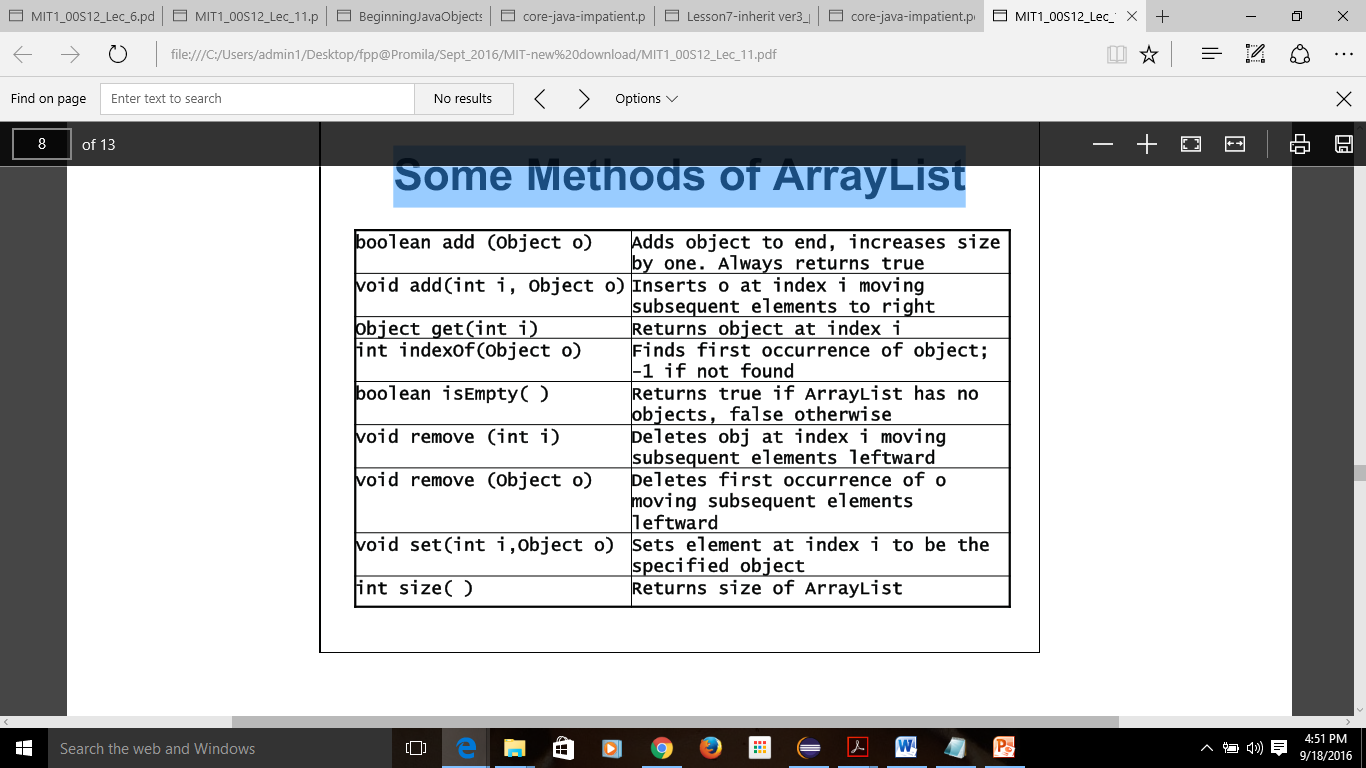 MIT1_00S12_Lec_6.pd MIT1_00S12_Lec_11.p BeginningJavaObjects core-java-impatient.p Lesson7-inherit ver3_ core-java-impatient.p MIT1_00S12_Lec_
file:///C:/Users/admin1/Desktop/fpp@Promila/Sept_2016/MIT-new%20download/MIT1_00S12_Lec_11.pdf
Find on page Enter text to search No results Options
8 of 13
Some Methods of ArrayList
boolean add (Object o) Adds object to end, increases size
by one. Always returns true
void add(int i, Object o) Inserts o at index i moving
subsequent elements to right
Object get(int i) Returns object at index i
int indexOf(Object o) Finds first occurrence of object;
-1 if not found
boolean isEmpty( ) Returns true if ArrayList has no
objects, false otherwise
void remove (int i) Deletes obj at index i moving
subsequent elements leftward
void remove (Object o) Deletes first occurrence of o
moving subsequent elements
leftward
void set(int i,Object o) Sets element at index i to be the
specified object
int size( ) Returns size of ArrayList
Search the web and Windows
4:51 PM
9/18/2016